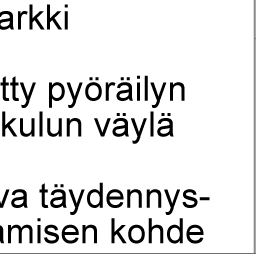 arkki
tty pyöräilyn
kulun väylä
va täydennys-
amisen kohde